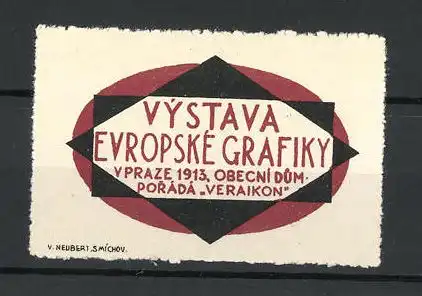 VÝSTAVA
EVROPSKÉ GRAFIKY
V PRAZE 1913, OBECNÍ DŮM·
POŘÁDÁ „VERAIKON"
V. NEUBERT, SMÍCHOV.